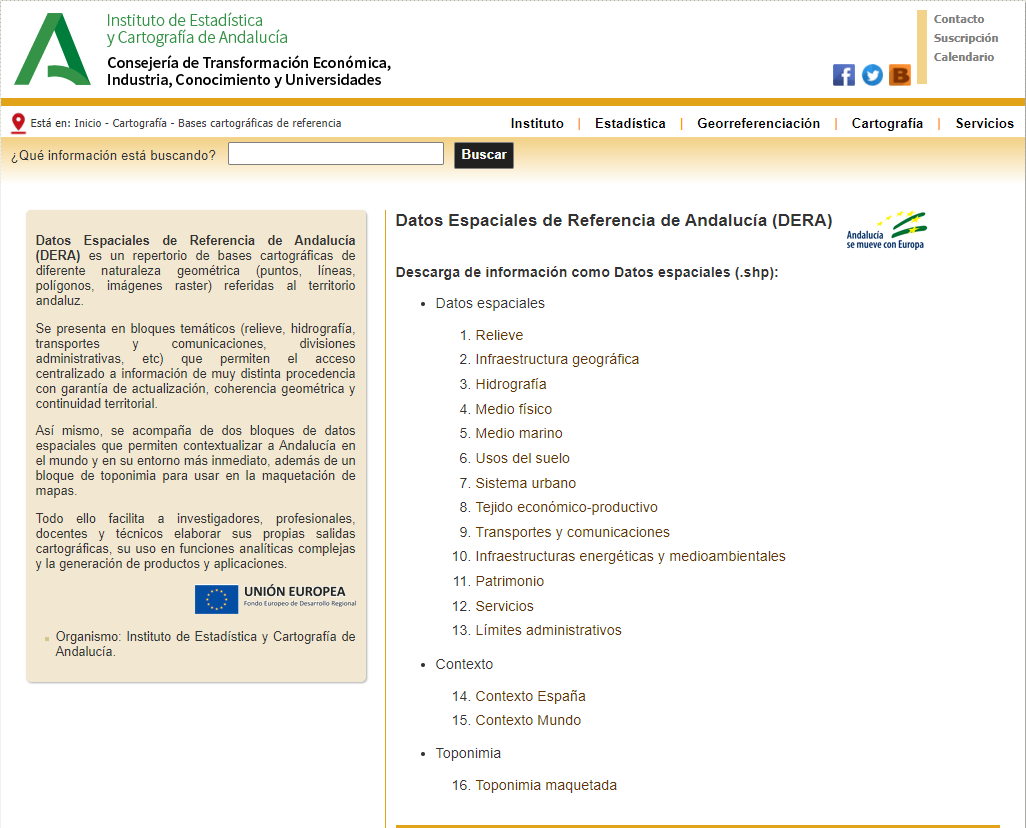 Instituto de Estadística
y Cartografía de Andalucía
Consejería de Transformación Económica,
Industria, Conocimiento y Universidades
Contacto
Suscripción
Calendario
Está en: Inicio - Cartografía - Bases cartográficas de referencia
Instituto | Estadística | Georreferenciación | Cartografía | Servicios
¿Qué información está buscando? Buscar
Datos Espaciales de Referencia de Andalucía
(DERA) es un repertorio de bases cartográficas de
diferente naturaleza geométrica (puntos, líneas,
polígonos, imágenes raster) referidas al territorio
andaluz.
Se presenta en bloques temáticos (relieve, hidrografía,
transportes y comunicaciones, divisiones
administrativas, etc) que permiten el acceso
centralizado a información de muy distinta procedencia
con garantía de actualización, coherencia geométrica y
continuidad territorial.
Así mismo, se acompaña de dos bloques de datos
espaciales que permiten contextualizar a Andalucía en
el mundo y en su entorno más inmediato, además de un
bloque de toponimia para usar en la maquetación de
mapas.
Todo ello facilita a investigadores, profesionales,
docentes y técnicos elaborar sus propias salidas
cartográficas, su uso en funciones analíticas complejas
y la generación de productos y aplicaciones.
UNIÓN EUROPEA
Fondo Europeo de Desarrollo Regional
Organismo: Instituto de Estadística y Cartografía de
Andalucía.
Datos Espaciales de Referencia de Andalucía (DERA)
Andalucía
se mueve con Europa
Descarga de información como Datos espaciales (.shp):
• Datos espaciales
1. Relieve
2. Infraestructura geográfica
3. Hidrografía
4. Medio físico
5. Medio marino
6. Usos del suelo
7. Sistema urbano
8. Tejido económico-productivo
9. Transportes y comunicaciones
10. Infraestructuras energéticas y medioambientales
11. Patrimonio
12. Servicios
13. Límites administrativos
• Contexto
14. Contexto España
15. Contexto Mundo
• Toponimia
16. Toponimia maquetada